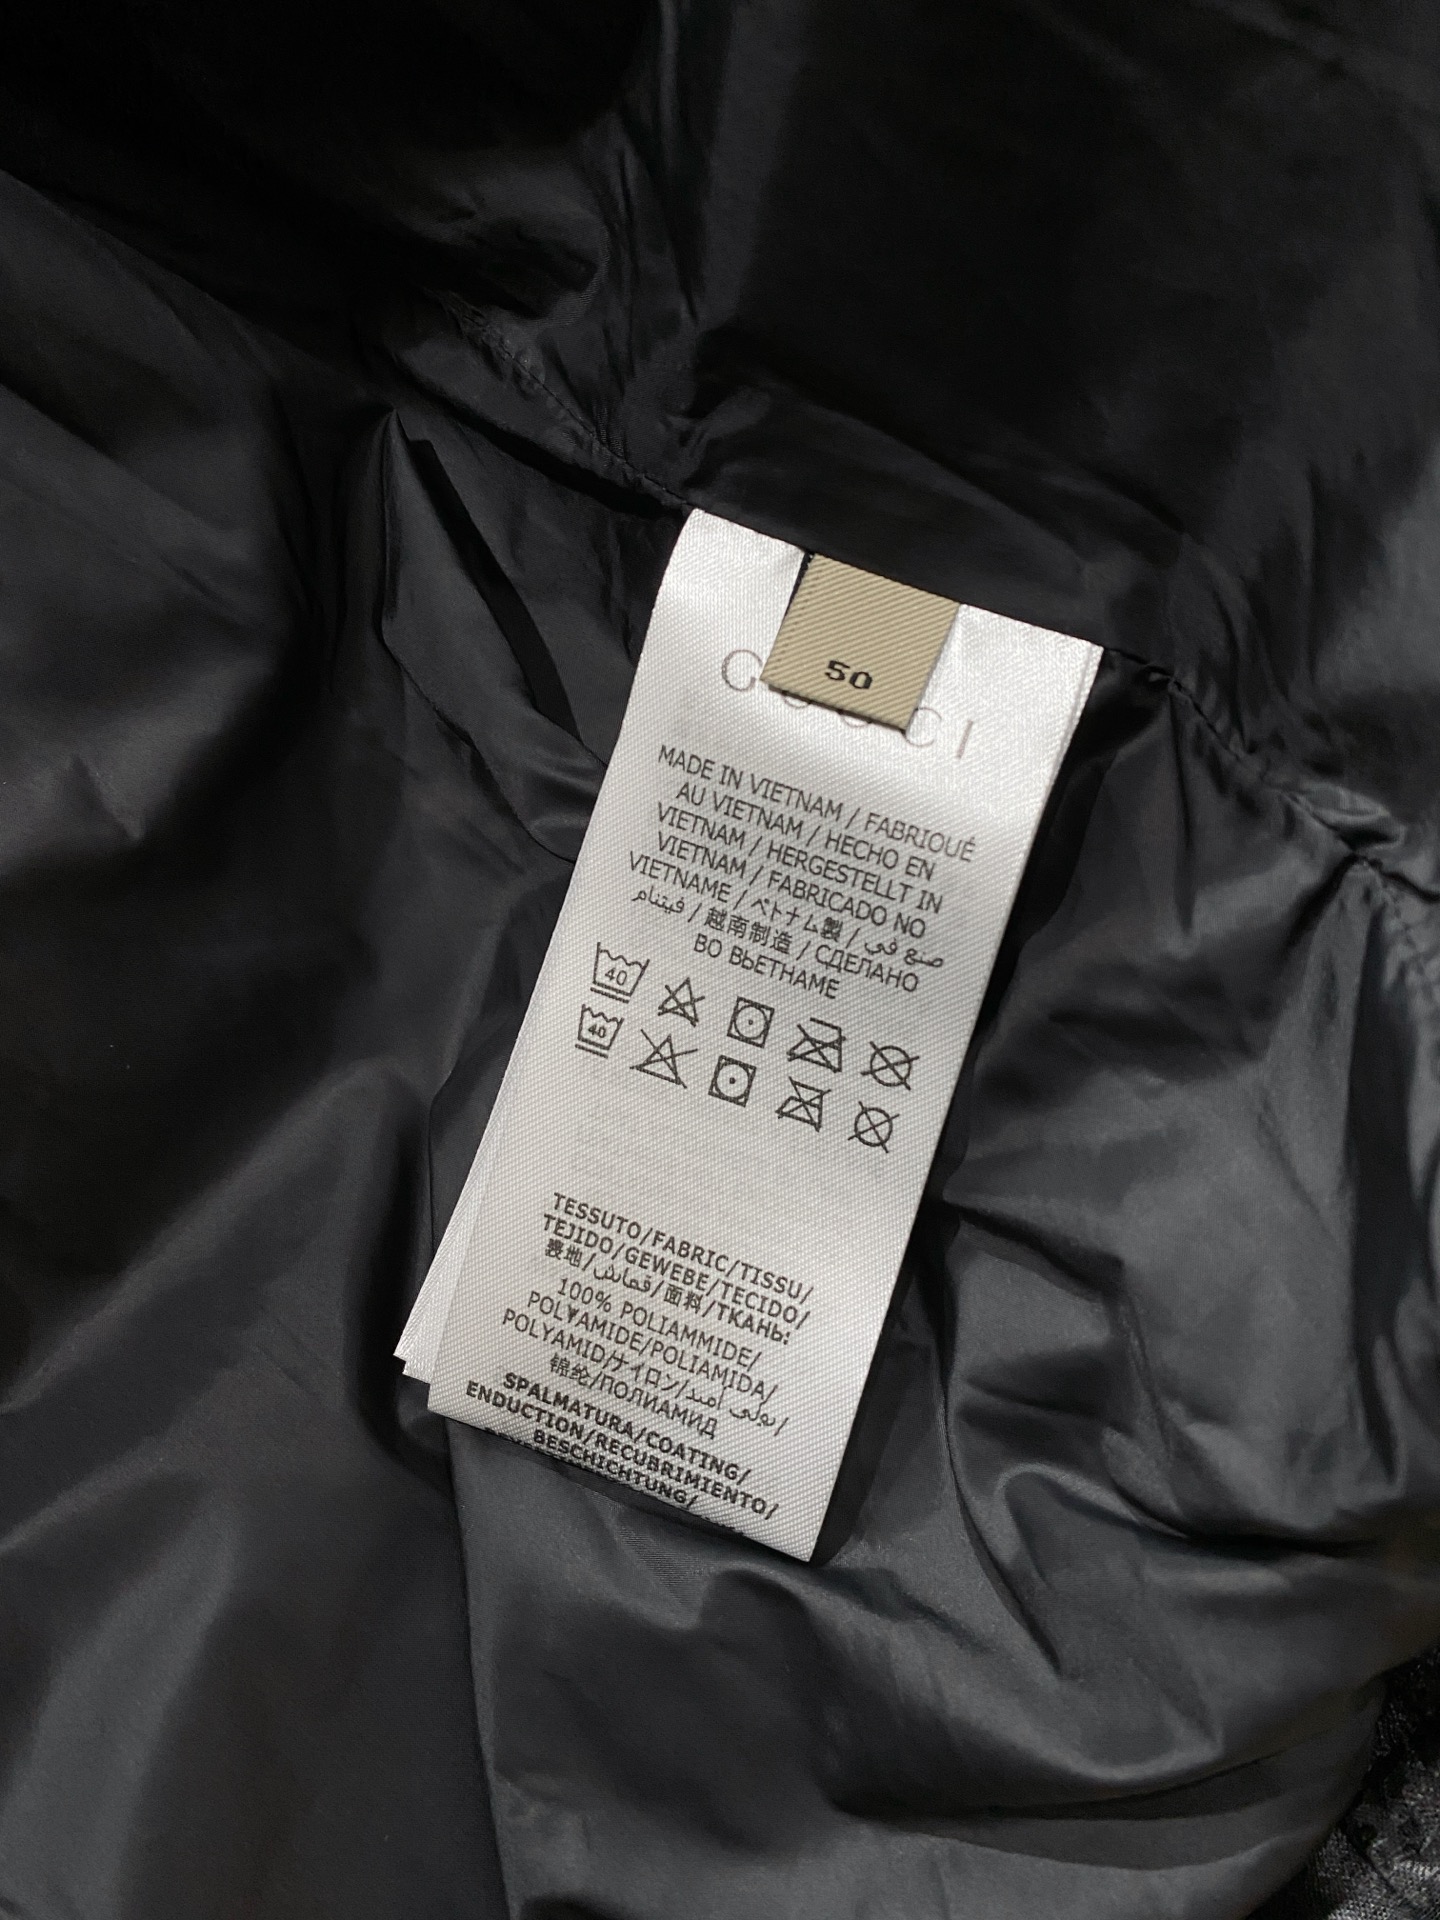 50
GUCCI
MADE IN VIETNAM / FABRIQUÉ
AU VIETNAM / HECHO EN
VIETNAM / HERGESTELLT IN
VIETNAM / FABRICADO NO
VIETNAME / ベトナム製 / صنع في
فيتنام / 越南制造 / СДЕЛАНО
ВО ВЬЕТНАМЕ
40
40
TESSUTO/FABRIC/TISSU/
TEJIDO/GEWEBE/TECIDO/
表地/قماش/面料/ТКАНЬ:
100% POLIAMMIDE/
POLYAMIDE/POLIAMIDA/
POLYAMID/ナイロン/بولي أميد/
锦纶/ПОЛИАМИД
SPALMATURA/COATING/
ENDUCTION/RECUBRIMIENTO/
BESCHICHTUNG/